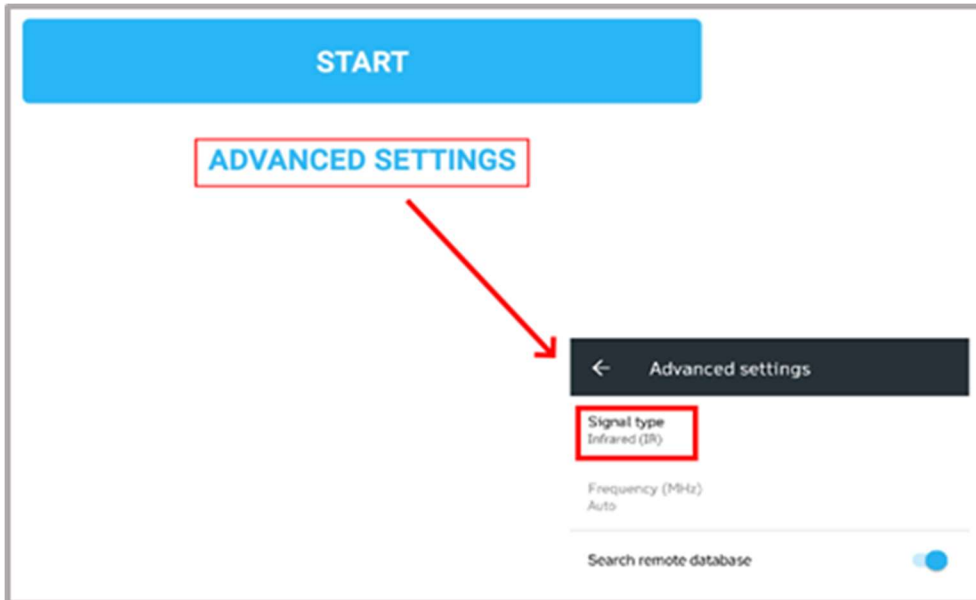 START
ADVANCED SETTINGS
Advanced settings
Signal type
Infrared (IR)
Frequency (MHz)
Auto
Search remote database